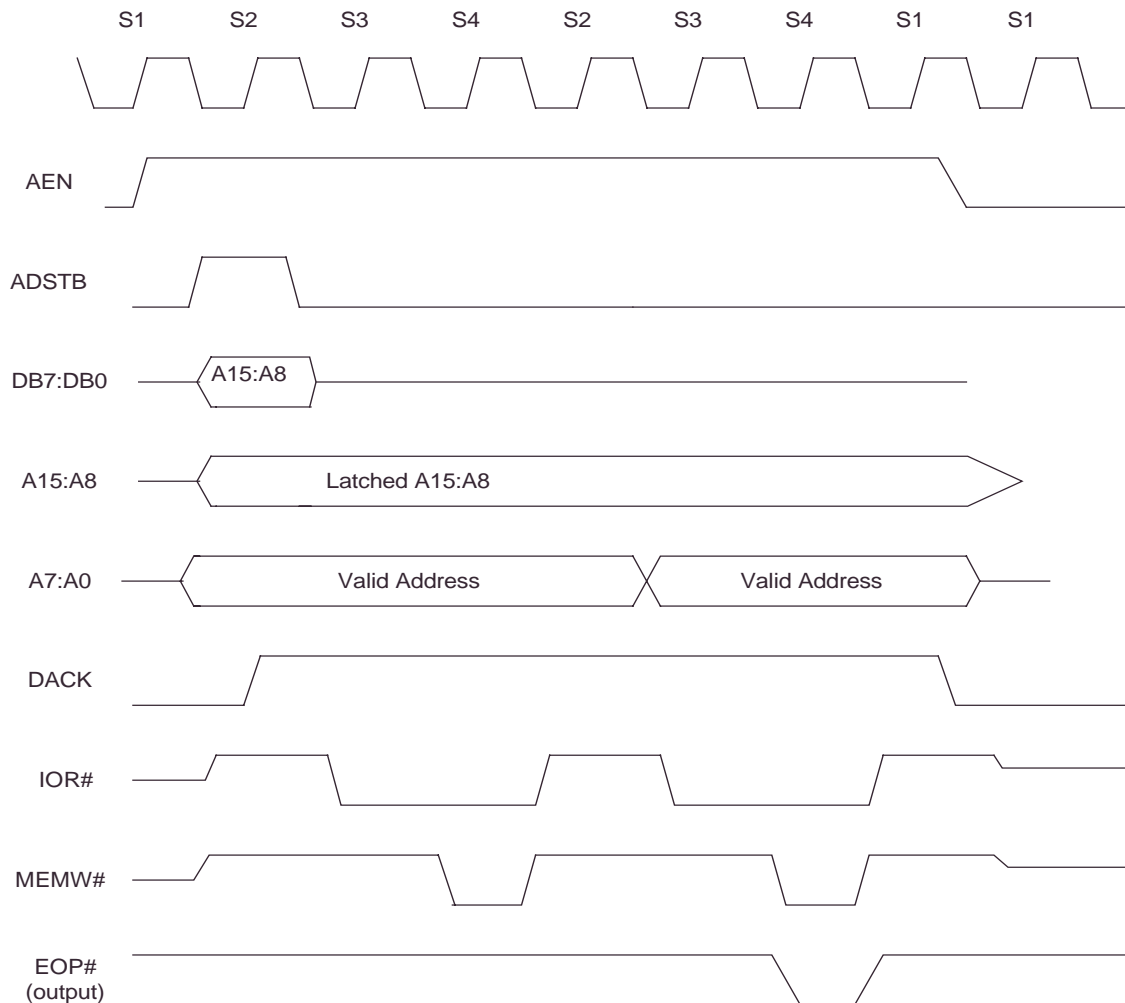 S1 S2 S3 S4 S2 S3 S4 S1 S1
AEN
ADSTB
DB7:DB0 A15:A8
A15:A8 Latched A15:A8
A7:A0 Valid Address Valid Address
DACK
IOR#
MEMW#
EOP#
(output)